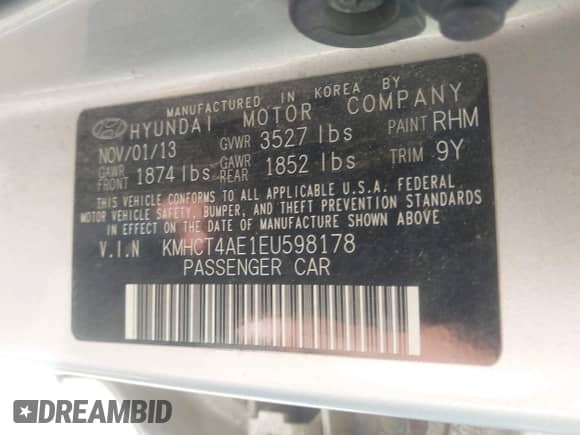 MANUFACTURED IN KOREA BY
HYUNDAI MOTOR COMPANY
NOV/01/13 GVWR 3527 lbs PAINT RHM
GAWR FRONT 1874 lbs GAWR REAR 1852 lbs TRIM 9Y
THIS VEHICLE CONFORMS TO ALL APPLICABLE U.S.A. FEDERAL
MOTOR VEHICLE SAFETY, BUMPER, AND THEFT PREVENTION STANDARDS
IN EFFECT ON THE DATE OF MANUFACTURE SHOWN ABOVE
V.I.N KMHCT4AE1EU598178
PASSENGER CAR
DREAMBID